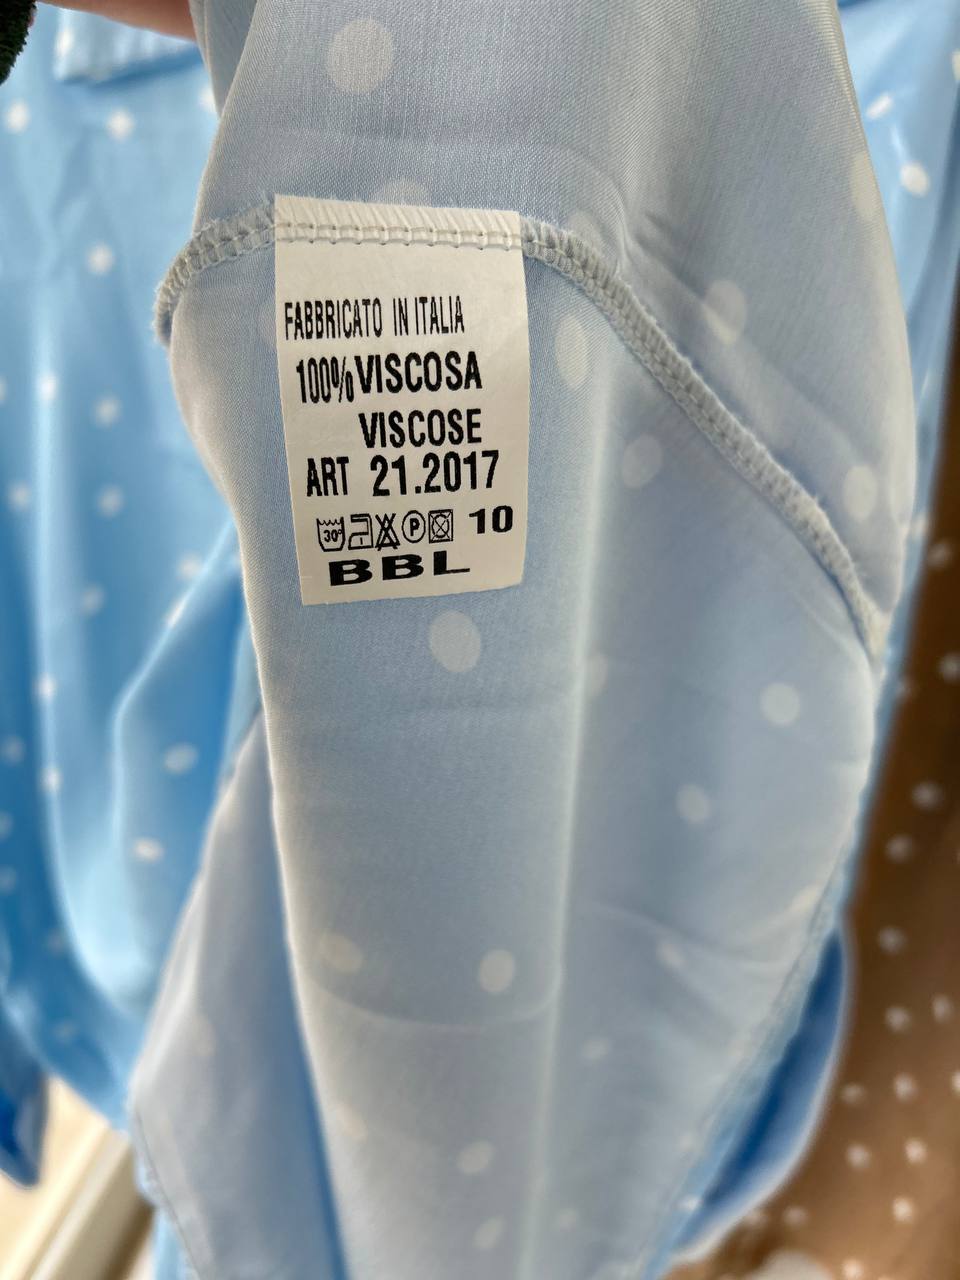 FABBRICATO IN ITALIA
100% VISCOSA
VISCOSE
ART 21.2017
30° P 10
BBL